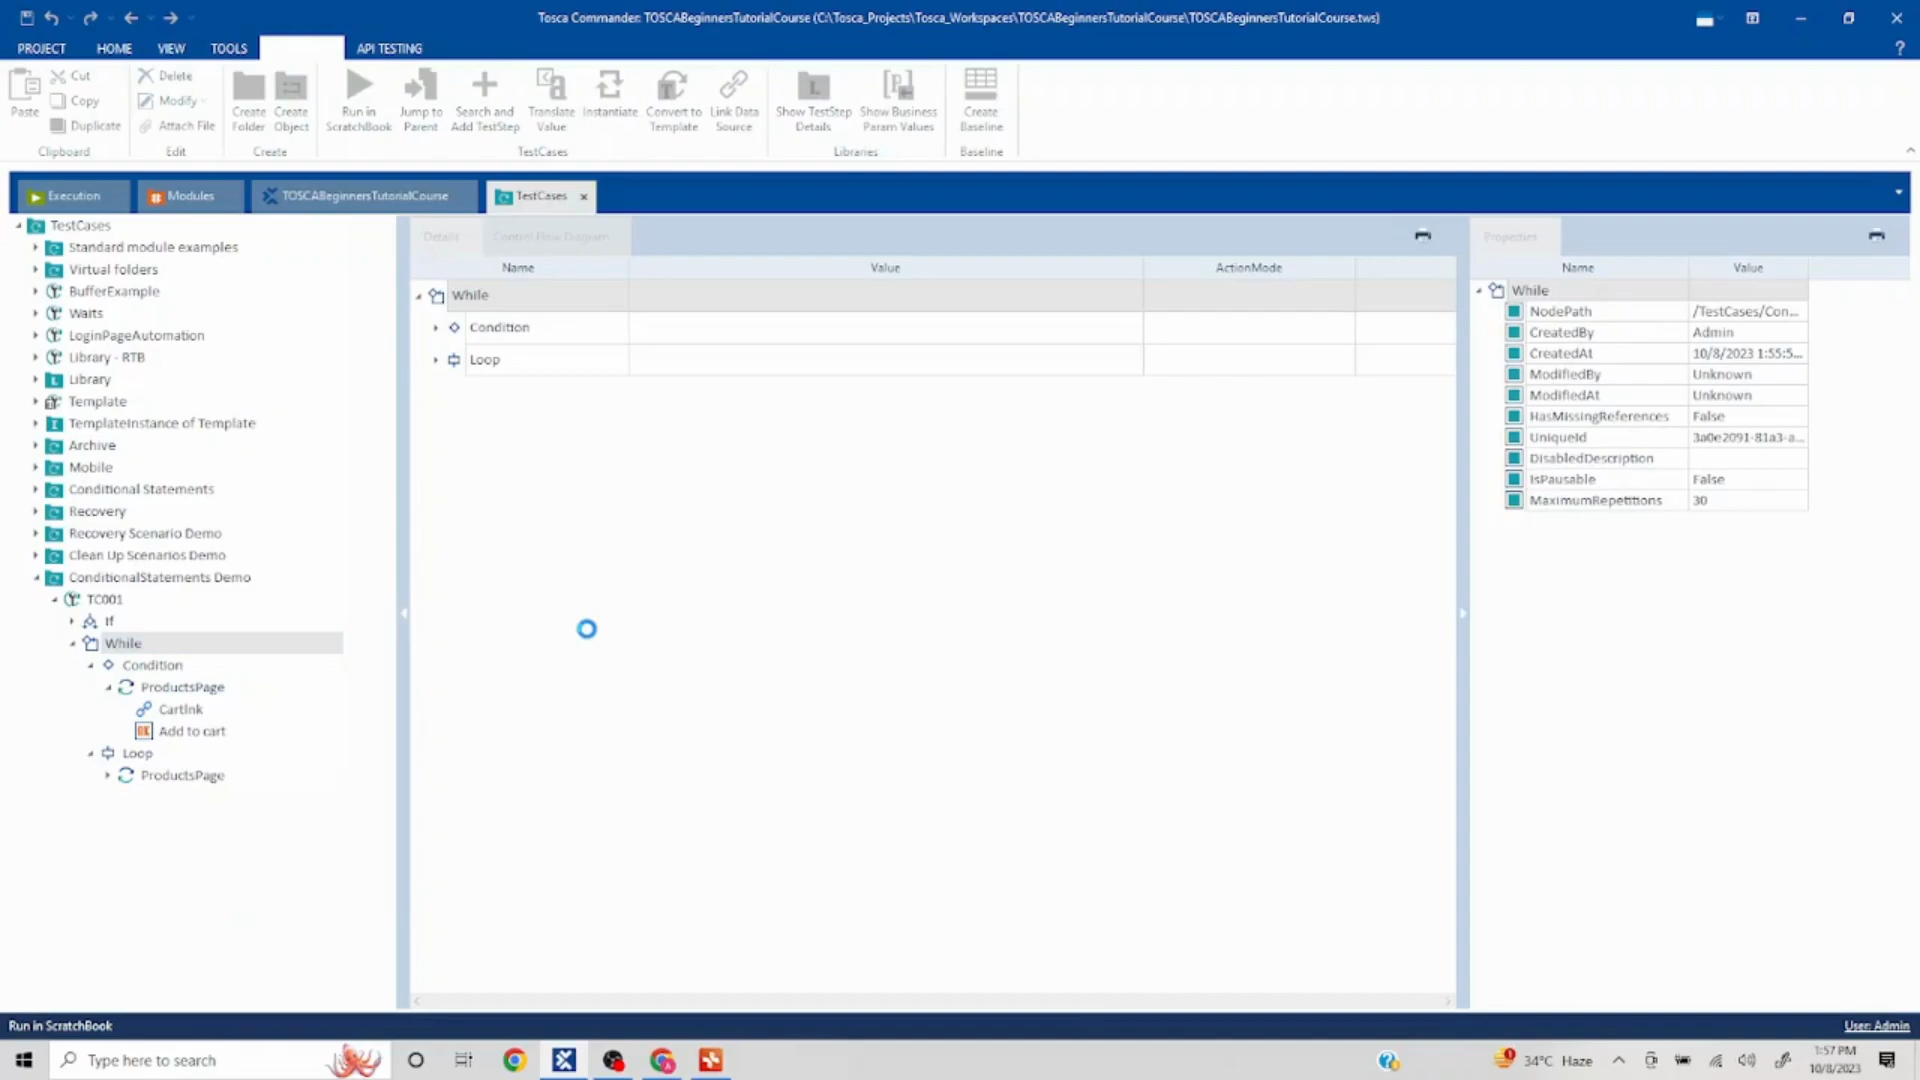 Tosca Commander: TOSCABeginnersTutorialCourse (C:\Tosca_Projects\Tosca_Workspaces\TOSCABeginnersTutorialCourse\TOSCABeginnersTutorialCourse.tws)
PROJECT HOME VIEW TOOLS API TESTING ?
Paste
Cut
Copy
Duplicate
Clipboard
Delete
Modify
Attach File
Edit
Create Folder
Create Object
Create
Run in ScratchBook
Jump to Parent
Search and Add TestStep
Translate Value
Instantiate
Convert to Template
Link Data Source
TestCases
Show TestStep Details
Show Business Param Values
Libraries
Create Baseline
Baseline
Execution Modules TOSCABeginnersTutorialCourse TestCases
TestCases
Standard module examples
Virtual folders
BufferExample
Waits
LoginPageAutomation
Library - RTB
Library
Template
TemplateInstance of Template
Archive
Mobile
Conditional Statements
Recovery
Recovery Scenario Demo
Clean Up Scenarios Demo
ConditionalStatements Demo
TC001
If
While
Condition
ProductsPage
Cartlnk
Add to cart
Loop
ProductsPage
Details Control Flow Diagram
Name Value ActionMode
While
Condition
Loop
Properties
Name Value
While
NodePath /TestCases/Con...
CreatedBy Admin
CreatedAt 10/8/2023 1:55:5...
ModifiedBy Unknown
ModifiedAt Unknown
HasMissingReferences False
UniqueId 3a0e2091-81a3-a...
DisabledDescription
IsPausable False
MaximumRepetitions 30
Run in ScratchBook
User: Admin
Type here to search
34°C Haze
1:57 PM
10/8/2023